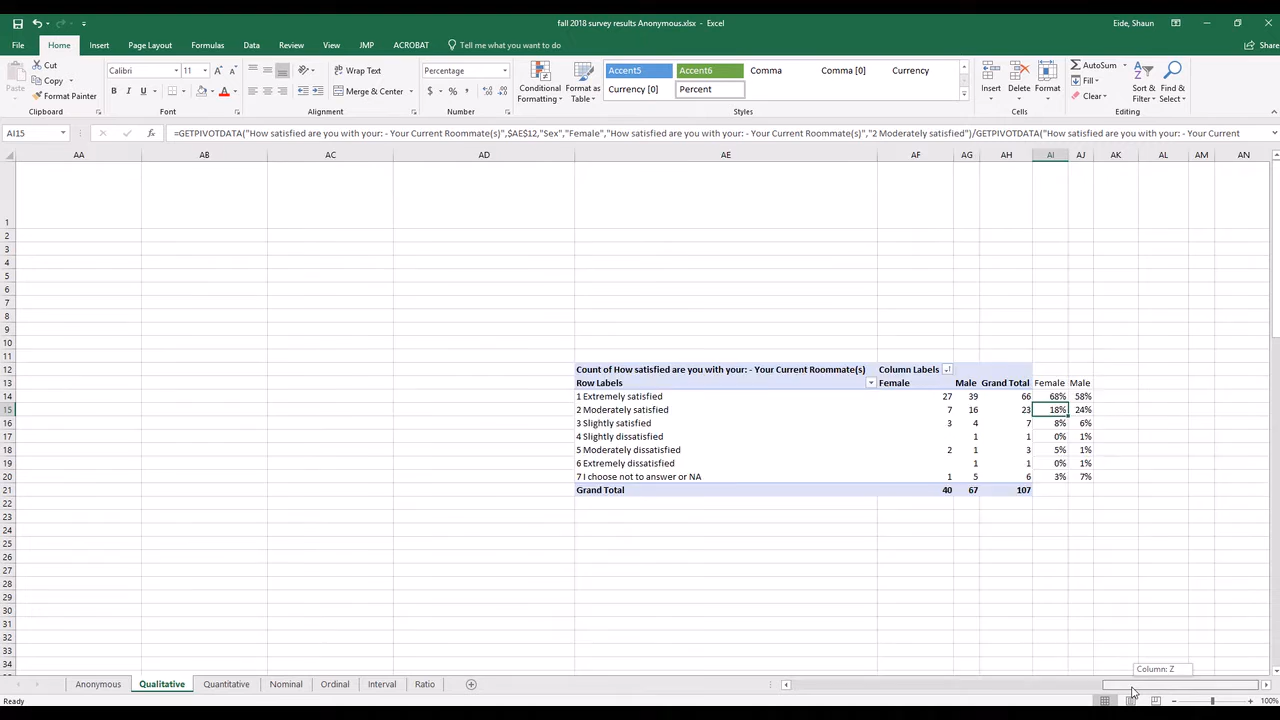 fall 2018 survey results Anonymous.xlsx - Excel
Eide, Shaun
File Home Insert Page Layout Formulas Data Review View JMP ACROBAT Tell me what you want to do Share
Cut
Copy
Format Painter
Paste
Clipboard
Calibri 11
B I U
Font
Wrap Text
Merge & Center
Alignment
Percentage
$ % ,
Number
Conditional Formatting
Format as Table
Accent5 Accent6 Comma Comma [0] Currency
Currency [0] Percent
Styles
Insert Delete Format
Cells
AutoSum
Fill
Clear
Sort & Filter
Find & Select
Editing
AI15 fx =GETPIVOTDATA("How satisfied are you with your: - Your Current Roommate(s)",$AE$12,"Sex","Female","How satisfied are you with your: - Your Current Roommate(s)","2 Moderately satisfied")/GETPIVOTDATA("How satisfied are you with your: - Your Current
AA AB AC AD AE AF AG AH AI AJ AK AL AM AN
1
2
3
4
5
6
7
8
9
10
11
12 Count of How satisfied are you with your: - Your Current Roommate(s) Column Labels
13 Row Labels Female Male Grand Total Female Male
14 1 Extremely satisfied 27 39 66 68% 58%
15 2 Moderately satisfied 7 16 23 18% 24%
16 3 Slightly satisfied 3 4 7 8% 6%
17 4 Slightly dissatisfied 1 1 0% 1%
18 5 Moderately dissatisfied 2 1 3 5% 1%
19 6 Extremely dissatisfied 1 1 0% 1%
20 7 I choose not to answer or NA 1 5 6 3% 7%
21 Grand Total 40 67 107
22
23
24
25
26
27
28
29
30
31
32
33
34
Column: Z
Anonymous Qualitative Quantitative Nominal Ordinal Interval Ratio
Ready 100%